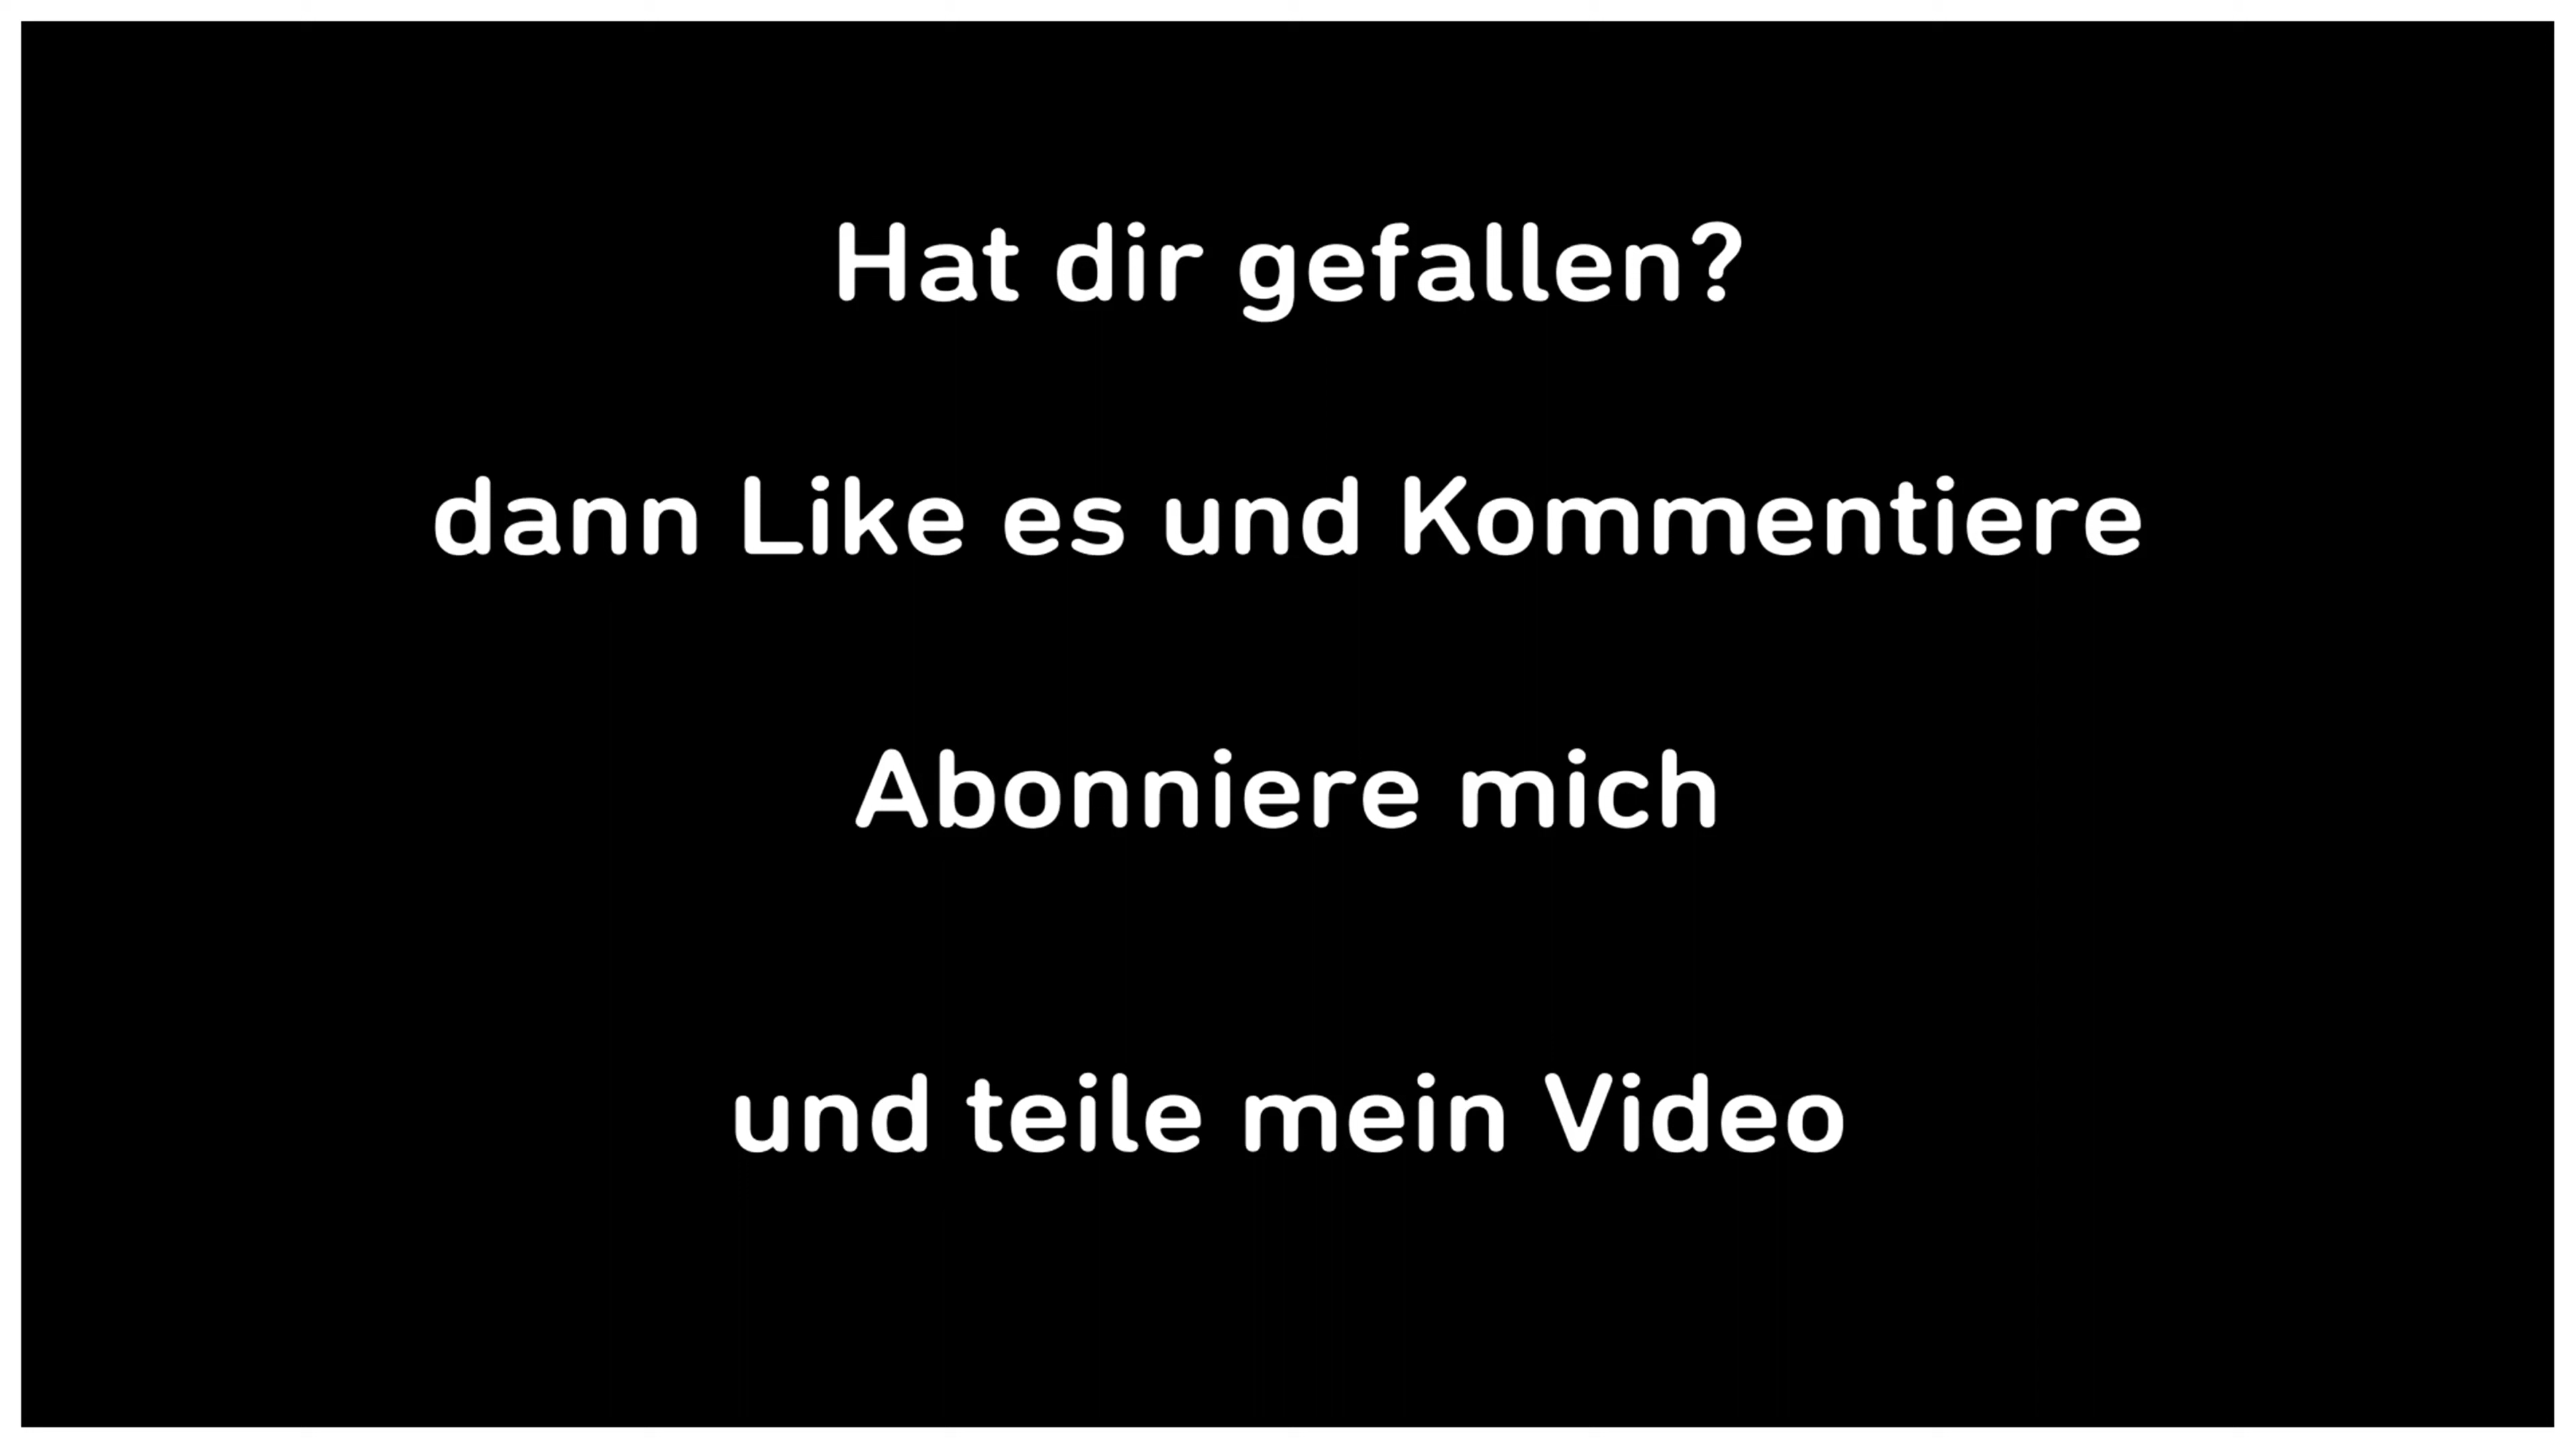 Hat dir gefallen?
dann Like es und Kommentiere
Abonniere mich
und teile mein Video